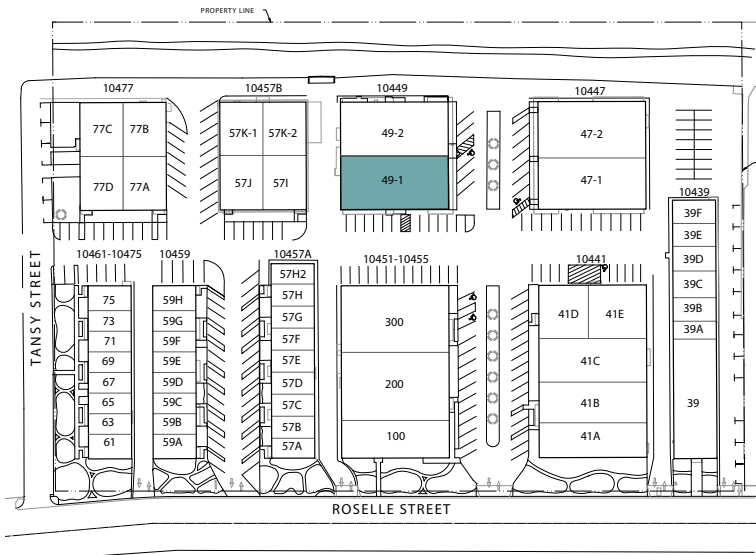 PROPERTY LINE
10477
10457B
10449
10447
77C
77B
57K-1
57K-2
49-2
47-2
77D
77A
57J
57I
49-1
47-1
10439
39F
39E
39D
39C
39B
39A
39
10461-10475
10459
10457A
10451-10455
10441
75
73
71
69
67
65
63
61
59H
59G
59F
59E
59D
59C
59B
59A
57H2
57H
57G
57F
57E
57D
57C
57B
57A
300
200
100
41D
41E
41C
41B
41A
TANSY STREET
ROSELLE STREET